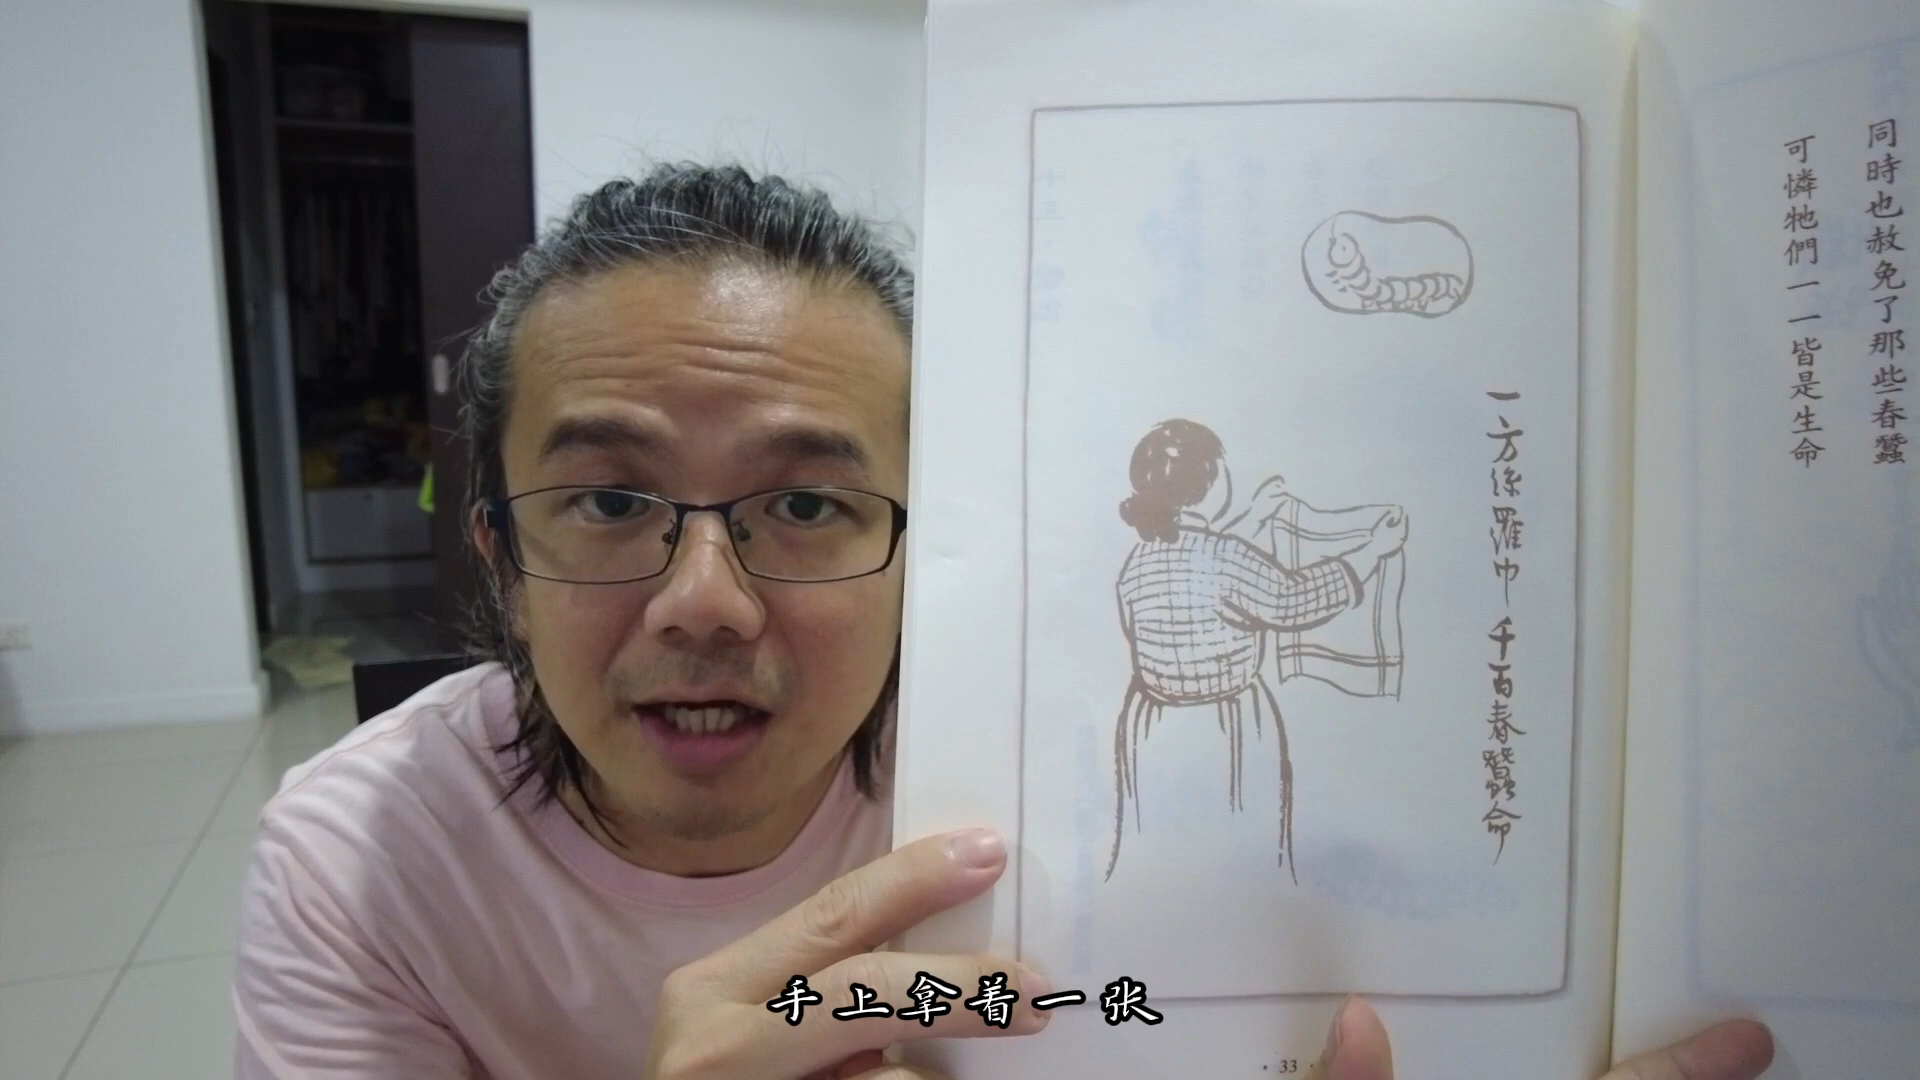 同時也赦免了那些春蠶
可憐牠們一一皆是生命
一方絲羅巾 千百春蠶命
· 33 ·
手上拿着一张